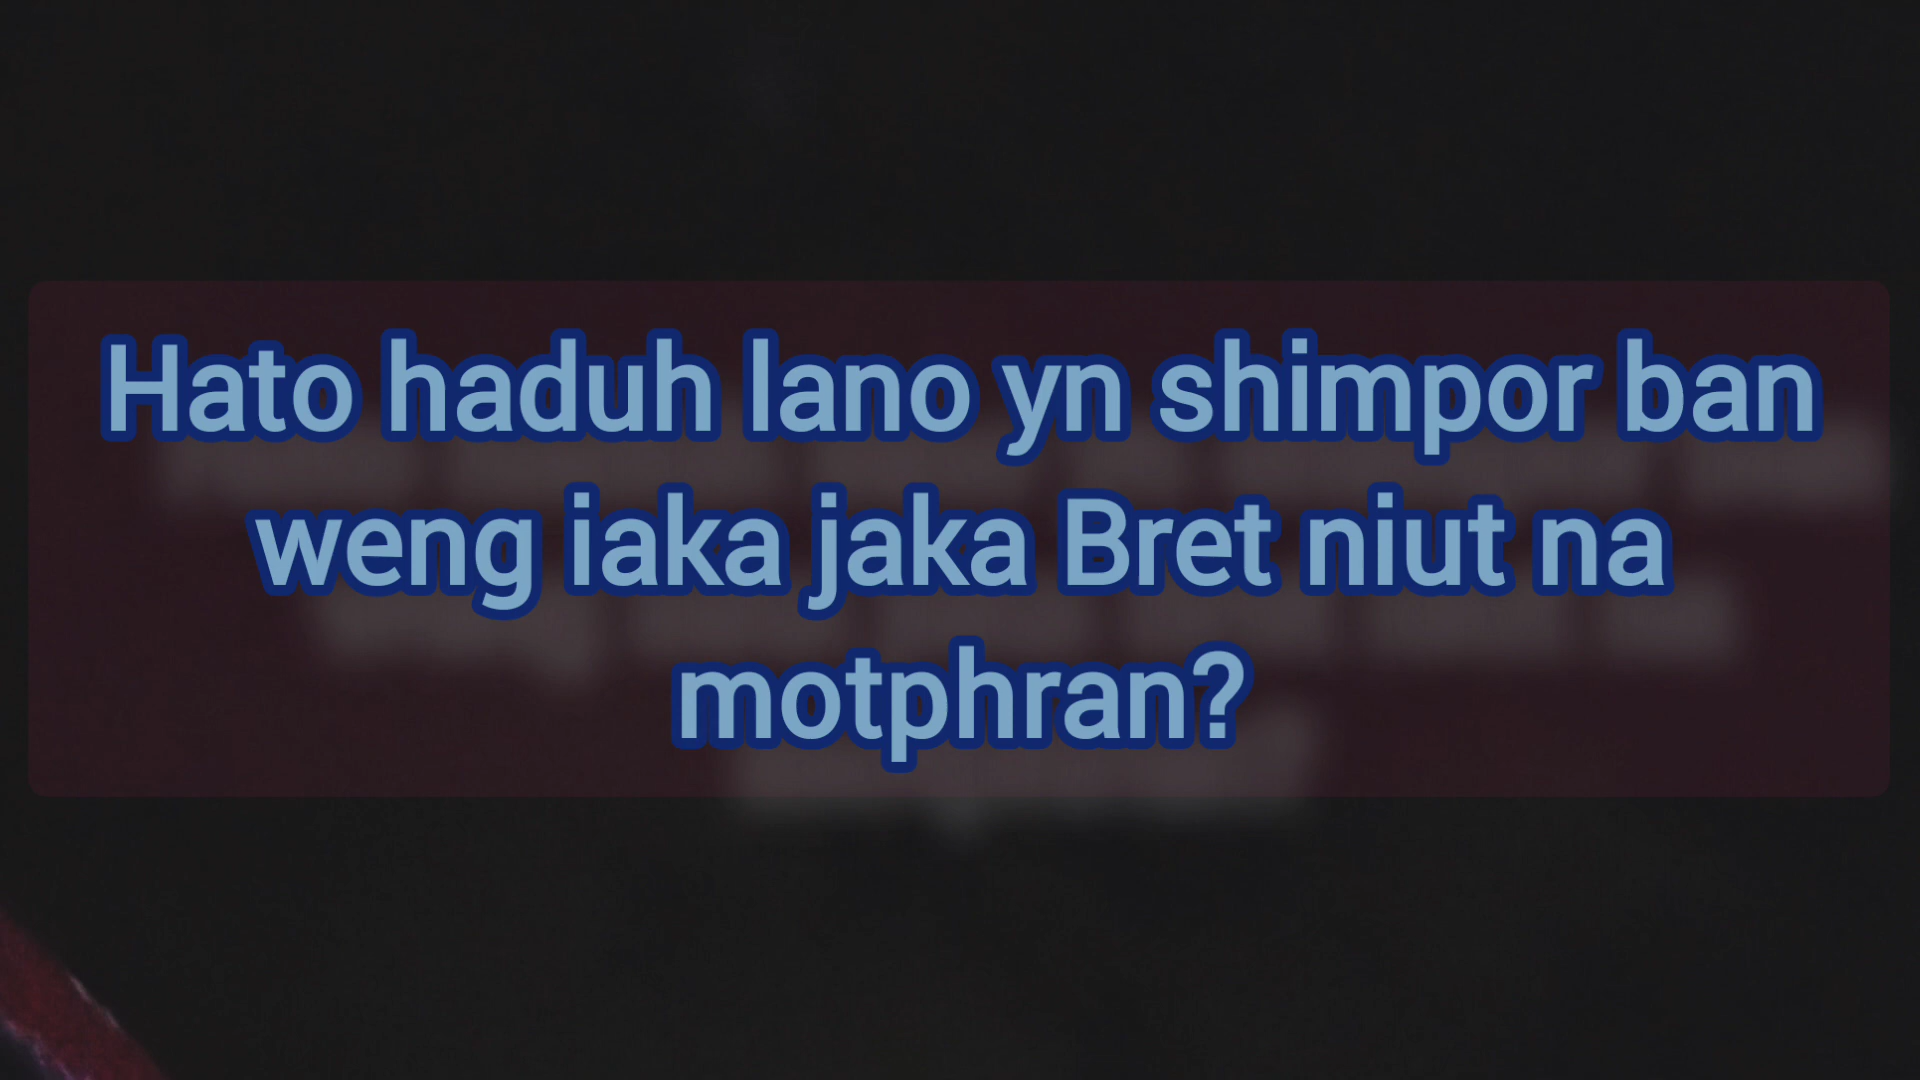 Hato haduh lano yn shimpor ban
weng iaka jaka Bret niut na
motphran?